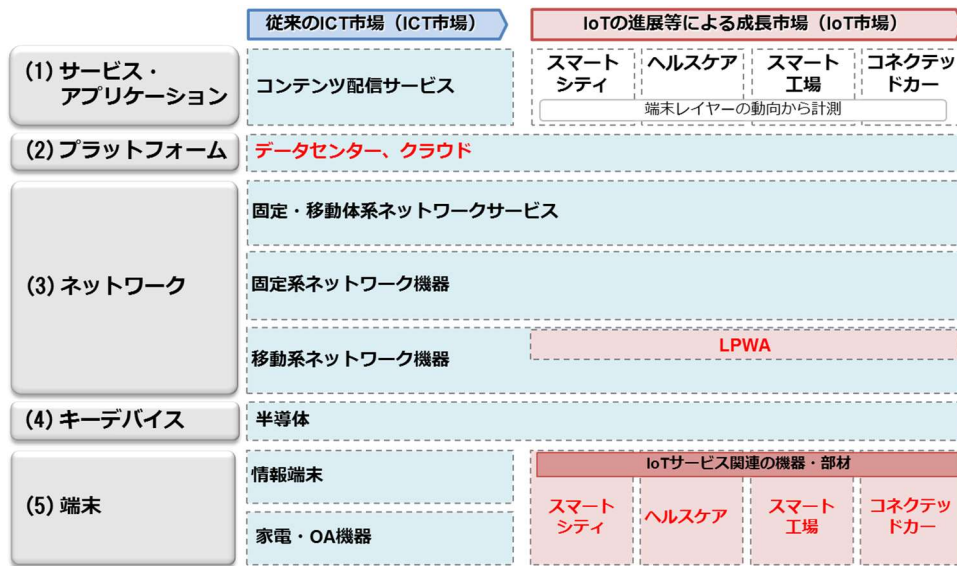 従来のICT市場（ICT市場）
IoTの進展等による成長市場（IoT市場）
(1) サービス・
アプリケーション
コンテンツ配信サービス
スマート
シティ
ヘルスケア
スマート
工場
コネクテッ
ドカー
端末レイヤーの動向から計測
(2) プラットフォーム
データセンター、クラウド
(3) ネットワーク
固定・移動体系ネットワークサービス
固定系ネットワーク機器
移動系ネットワーク機器
LPWA
(4) キーデバイス
半導体
(5) 端末
情報端末
家電・OA機器
IoTサービス関連の機器・部材
スマート
シティ
ヘルスケア
スマート
工場
コネクテッ
ドカー